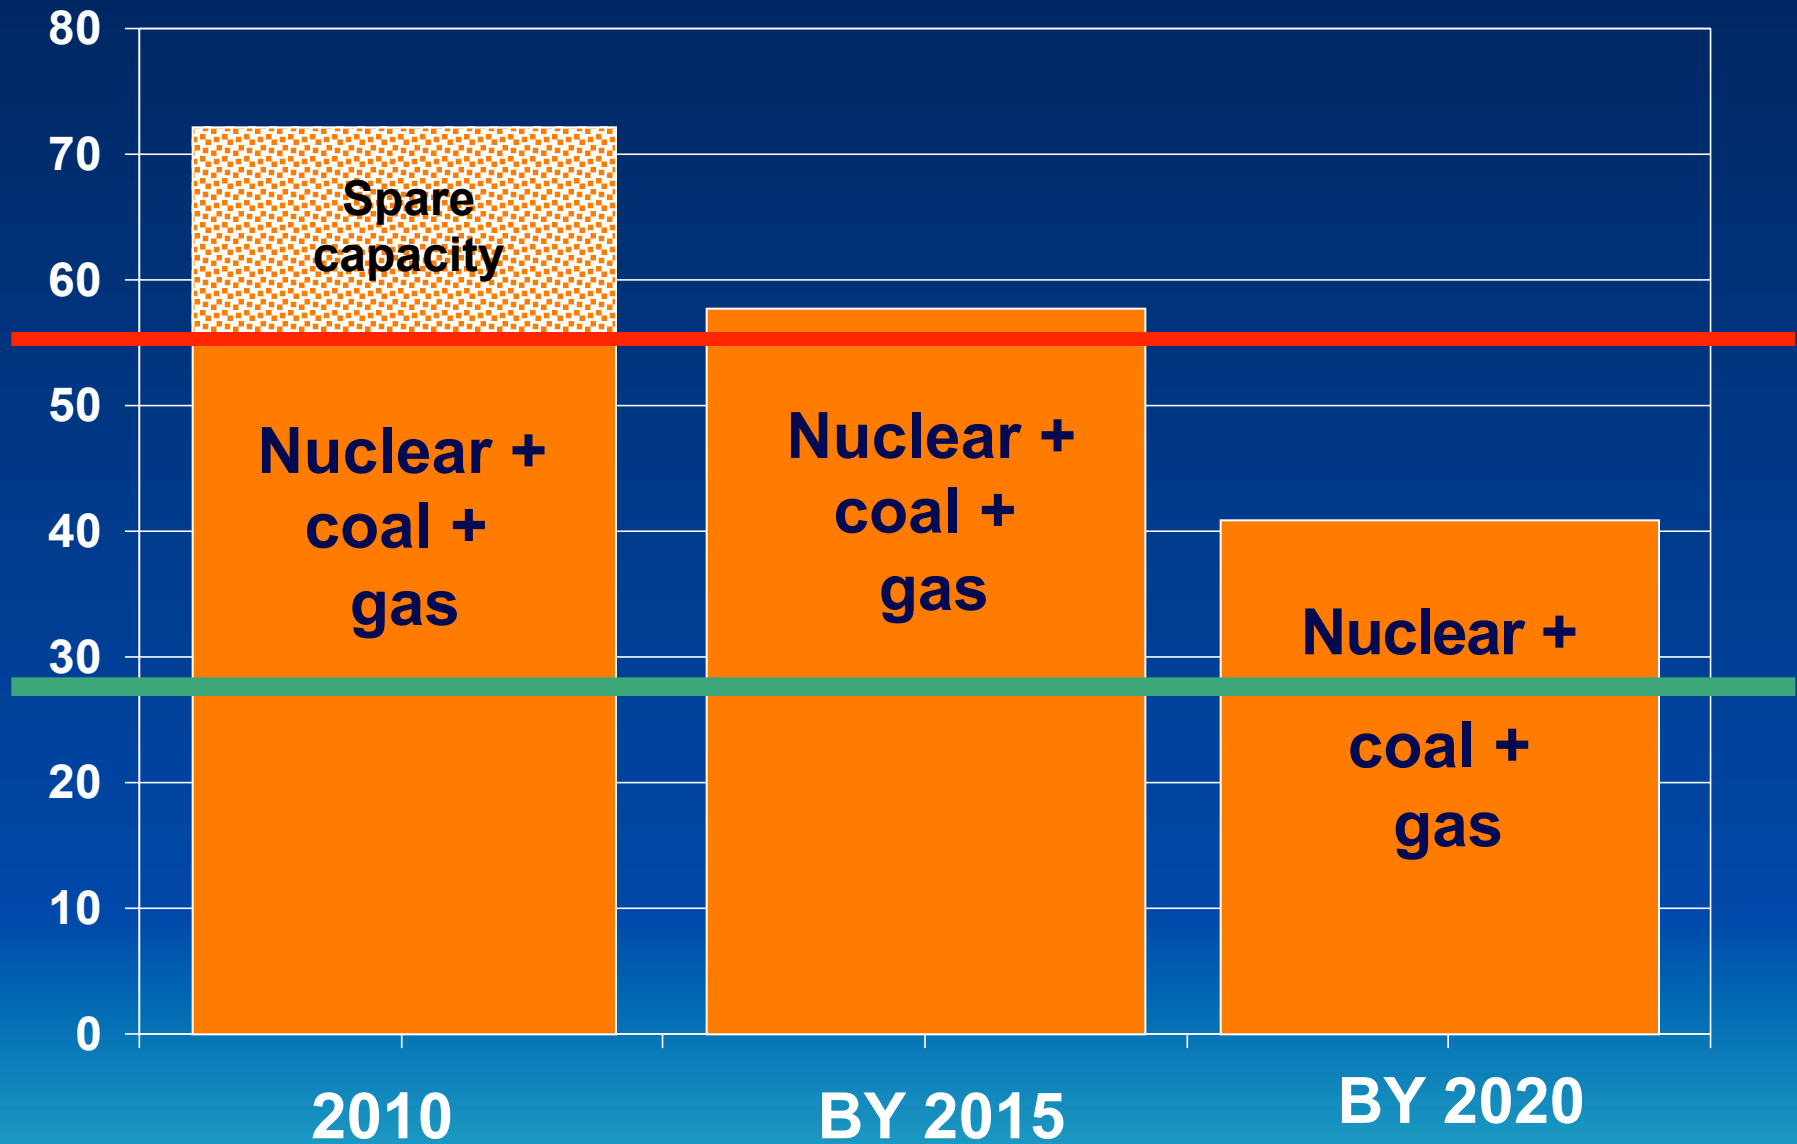 80
70
60
50
40
30
20
10
0
Spare
capacity
Nuclear +
coal +
gas
Nuclear +
coal +
gas
Nuclear +
coal +
gas
2010
BY 2015
BY 2020